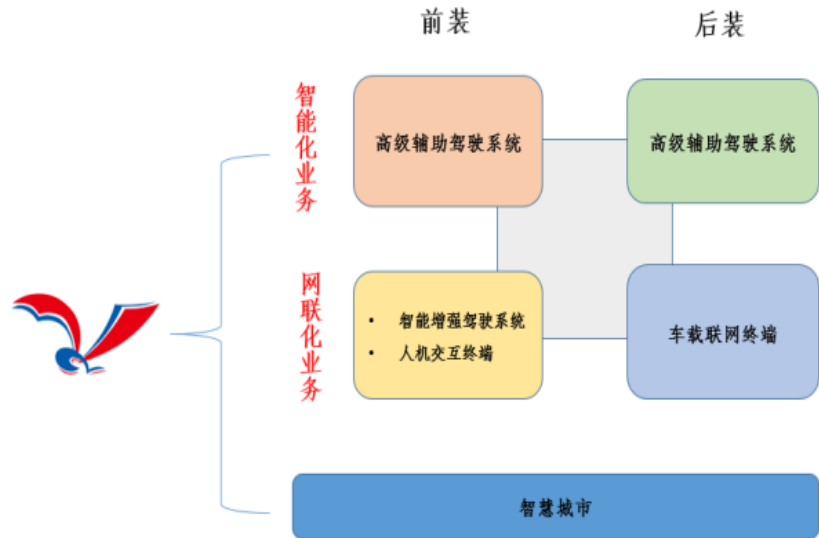 前装
后装
智能化业务
高级辅助驾驶系统
高级辅助驾驶系统
网联化业务
• 智能增强驾驶系统
• 人机交互终端
车载联网终端
智慧城市